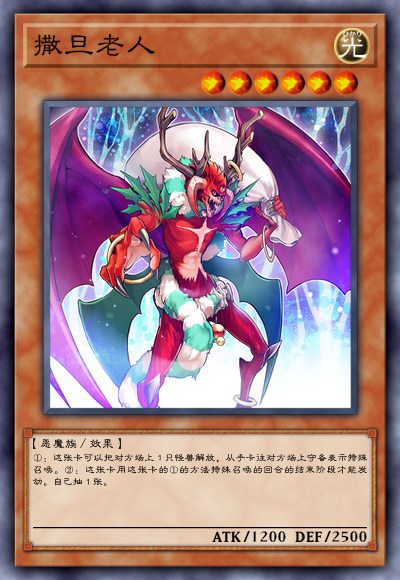 撒旦老人
ひかり
光
【恶魔族／效果】
①：这张卡可以把对方场上1只怪兽解放，从手卡往对方场上守备表示特殊
召唤。②：这张卡用这张卡的①的方法特殊召唤的回合的结束阶段才能发
动。自己抽1张。
ATK/1200 DEF/2500